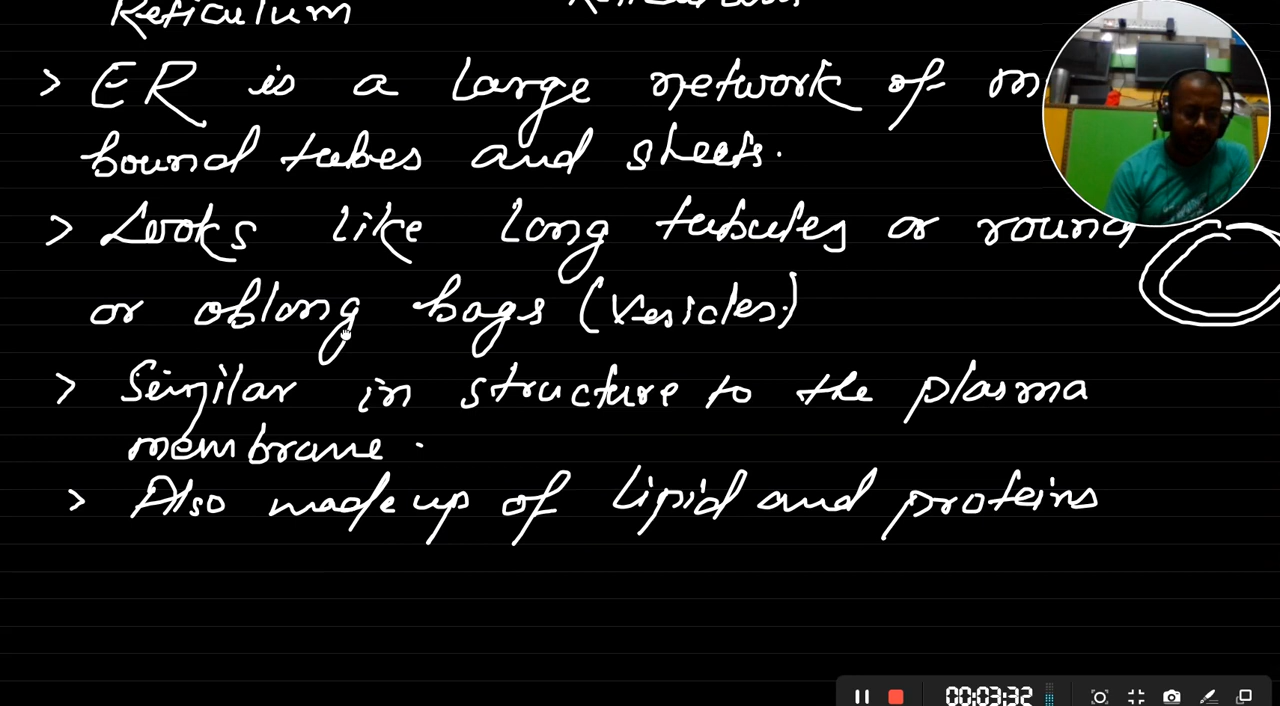 Reticulum
> ER is a large network of m
bound tubes and sheets.
> Looks like long tubules or round
or oblong bags (Vesicles.)
> Similar in structure to the plasma
membrane.
> Also made up of lipid and proteins
00:03:32